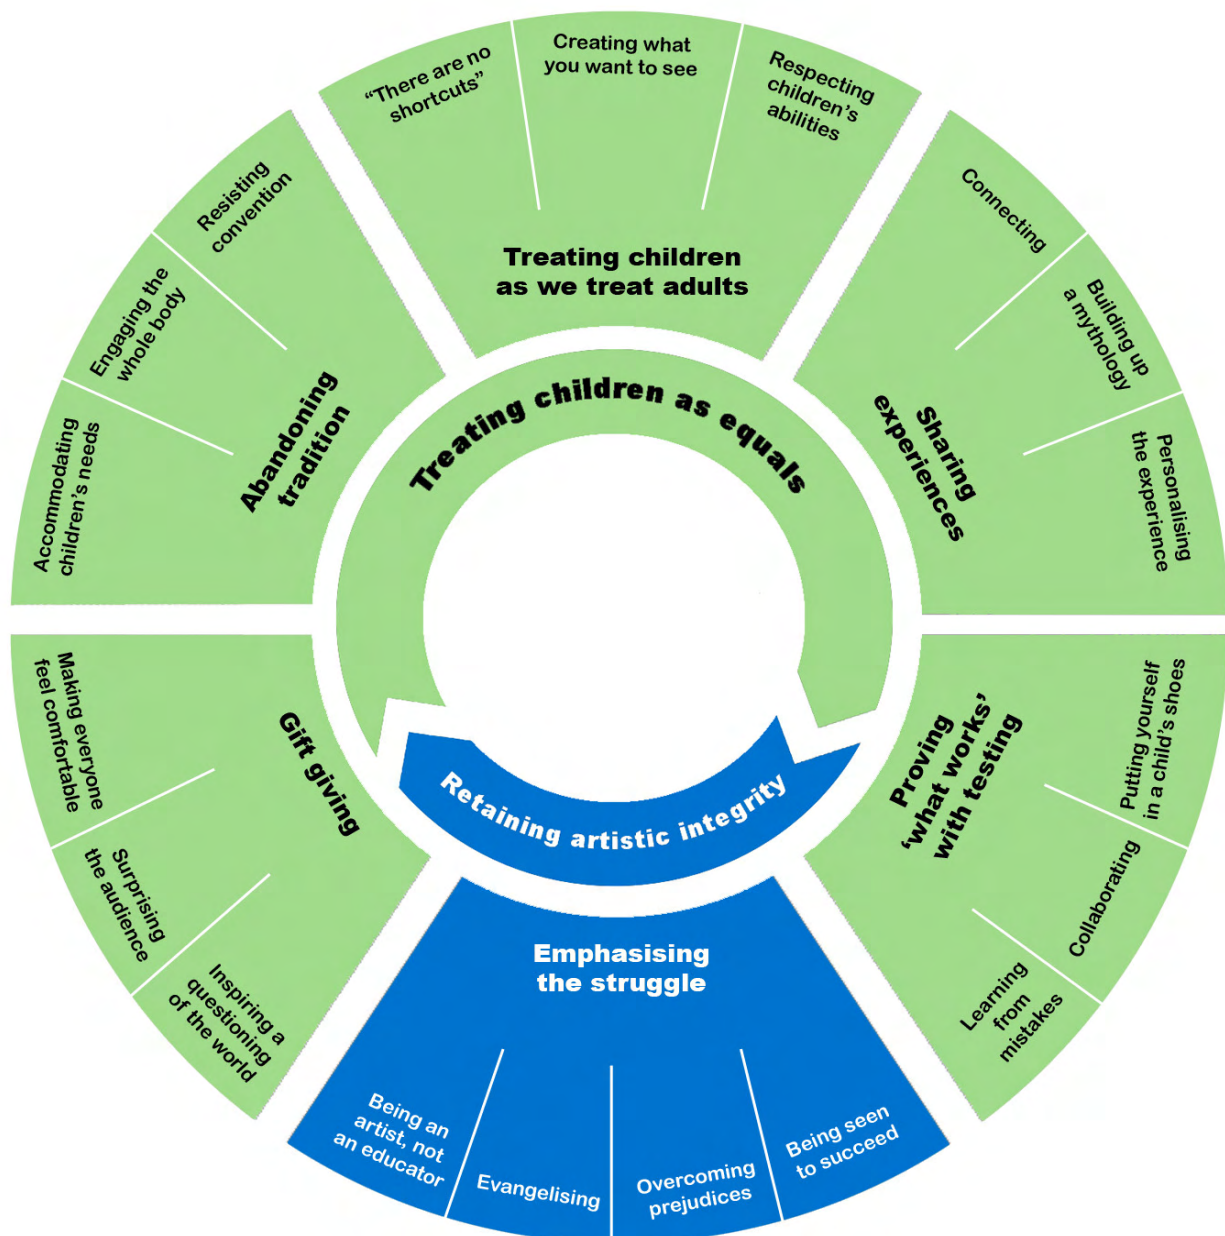 “There are no
shortcuts”
Creating what
you want to see
Respecting
children’s
abilities
Treating children
as we treat adults
Connecting
Building up
a mythology
Personalising
the experience
Sharing
experiences
Putting yourself
in a child’s shoes
Collaborating
Learning
from
mistakes
Proving
‘what works’
with testing
Being seen
to succeed
Overcoming
prejudices
Evangelising
Being an
artist, not
an educator
Emphasising
the struggle
Inspiring a
questioning
of the world
Surprising
the audience
Making everyone
feel comfortable
Gift giving
Accommodating
children’s needs
Engaging the
whole body
Resisting
convention
Abandoning
tradition
Treating children as equals
Retaining artistic integrity